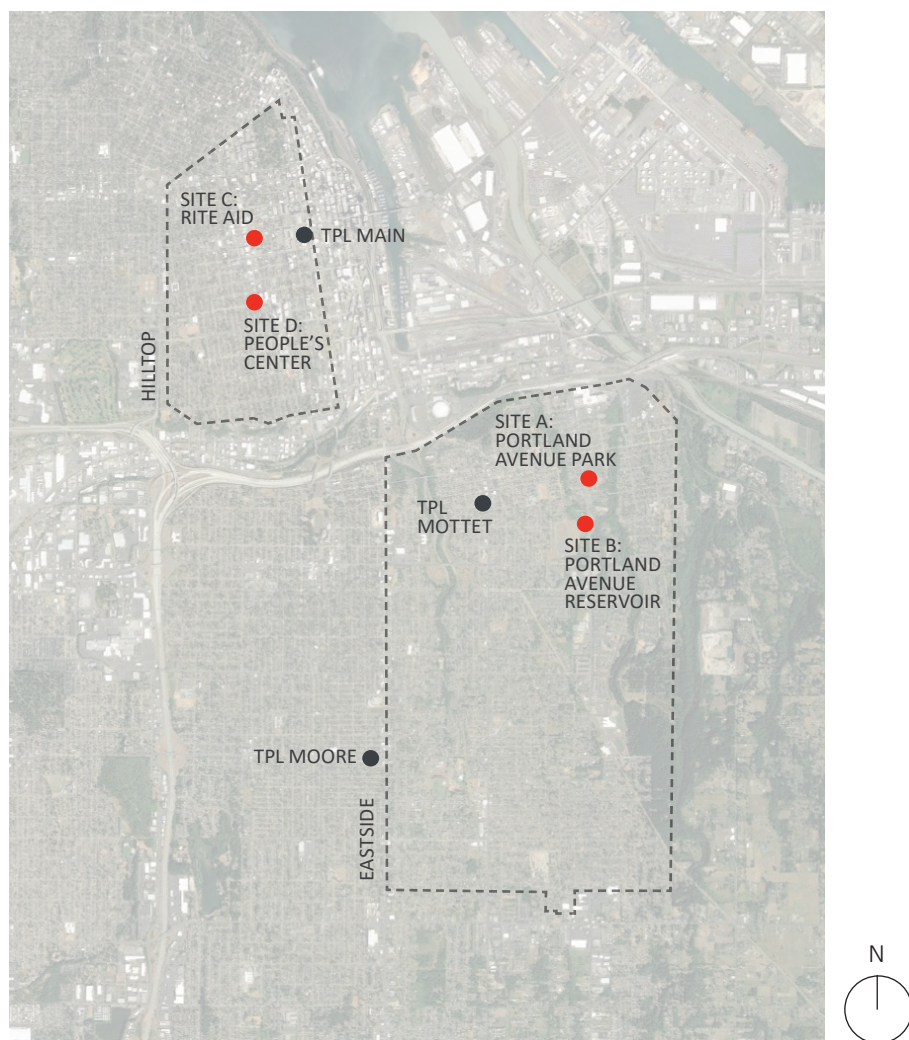 SITE C:
RITE AID
TPL MAIN
SITE D:
PEOPLE'S
CENTER
HILLTOP
SITE A:
PORTLAND
AVENUE PARK
TPL
MOTTET
SITE B:
PORTLAND
AVENUE
RESERVOIR
TPL MOORE
EASTSIDE
N